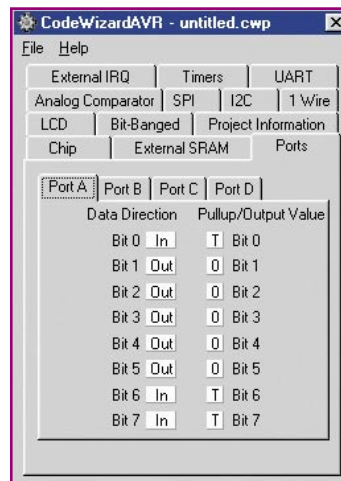 CodeWizardAVR - untitled.cwp
File Help
External IRQ Timers UART
Analog Comparator SPI I2C 1 Wire
LCD Bit-Banged Project Information
Chip External SRAM Ports
Port A Port B Port C Port D
Data Direction Pullup/Output Value
Bit 0 In T Bit 0
Bit 1 Out 0 Bit 1
Bit 2 Out 0 Bit 2
Bit 3 Out 0 Bit 3
Bit 4 Out 0 Bit 4
Bit 5 Out 0 Bit 5
Bit 6 In T Bit 6
Bit 7 In T Bit 7